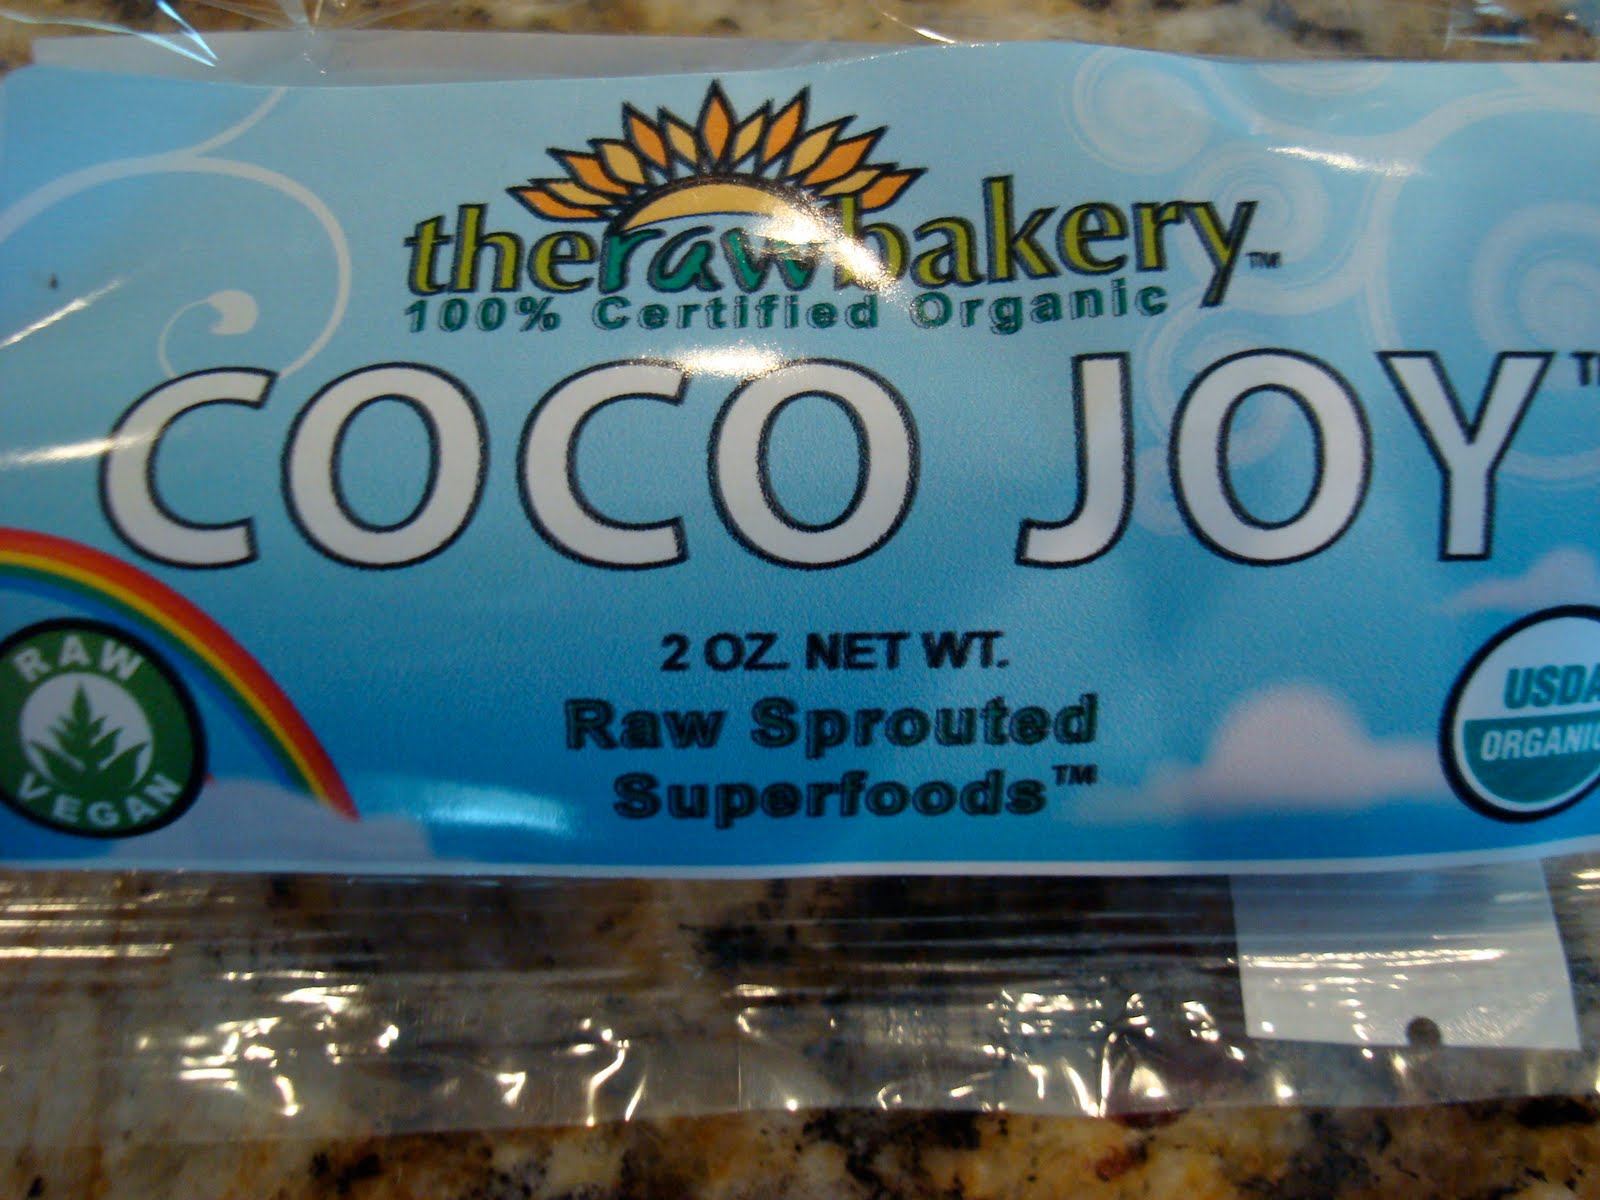 therawbakery™
100% Certified Organic
COCO JOY™
2 OZ. NET WT.
Raw Sprouted
Superfoods™
RAW
VEGAN
USDA
ORGANIC